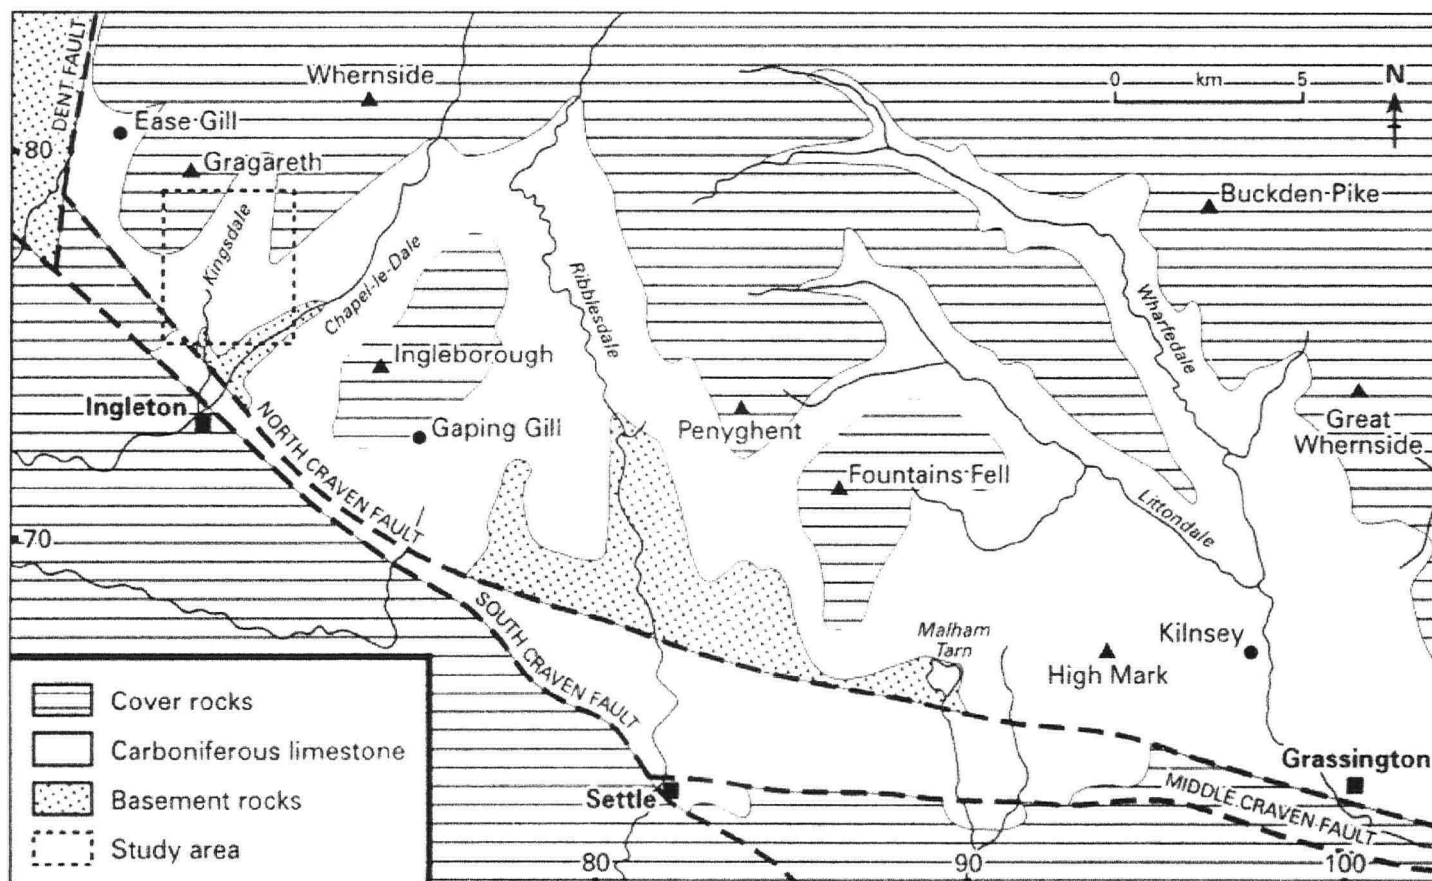 DENT FAULT
Whernside
0 km 5
N
Ease Gill
80
Gragareth
Buckden Pike
Kingsdale
Chapel-le-Dale
Ribblesdale
Wharfedale
Ingleborough
Ingleton
NORTH CRAVEN FAULT
Gaping Gill
Penyghent
Great
Whernside
Fountains Fell
Littondale
70
SOUTH CRAVEN FAULT
Malham
Tarn
Kilnsey
High Mark
Cover rocks
Carboniferous limestone
Basement rocks
Study area
Settle
Grassington
MIDDLE CRAVEN FAULT
80
90
100